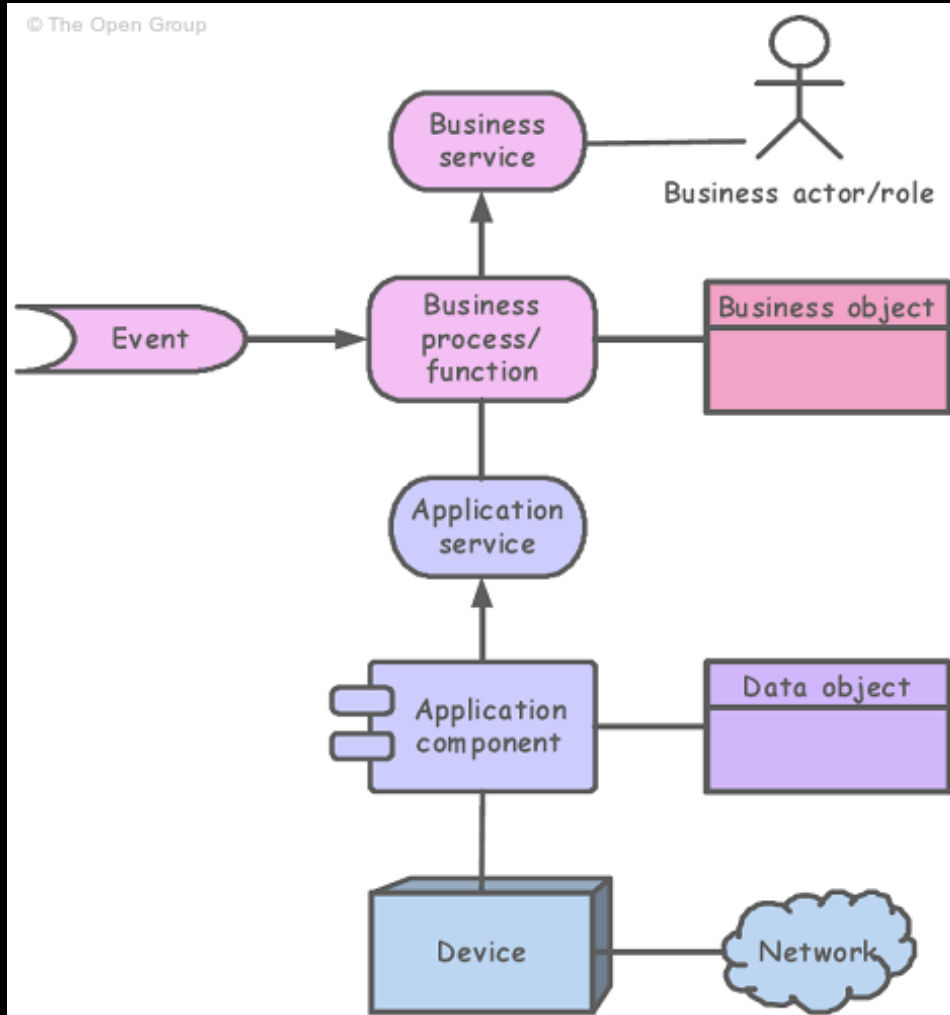 © The Open Group
Business
service
Business actor/role
Event
Business
process/
function
Business object
Application
service
Application
component
Data object
Device
Network